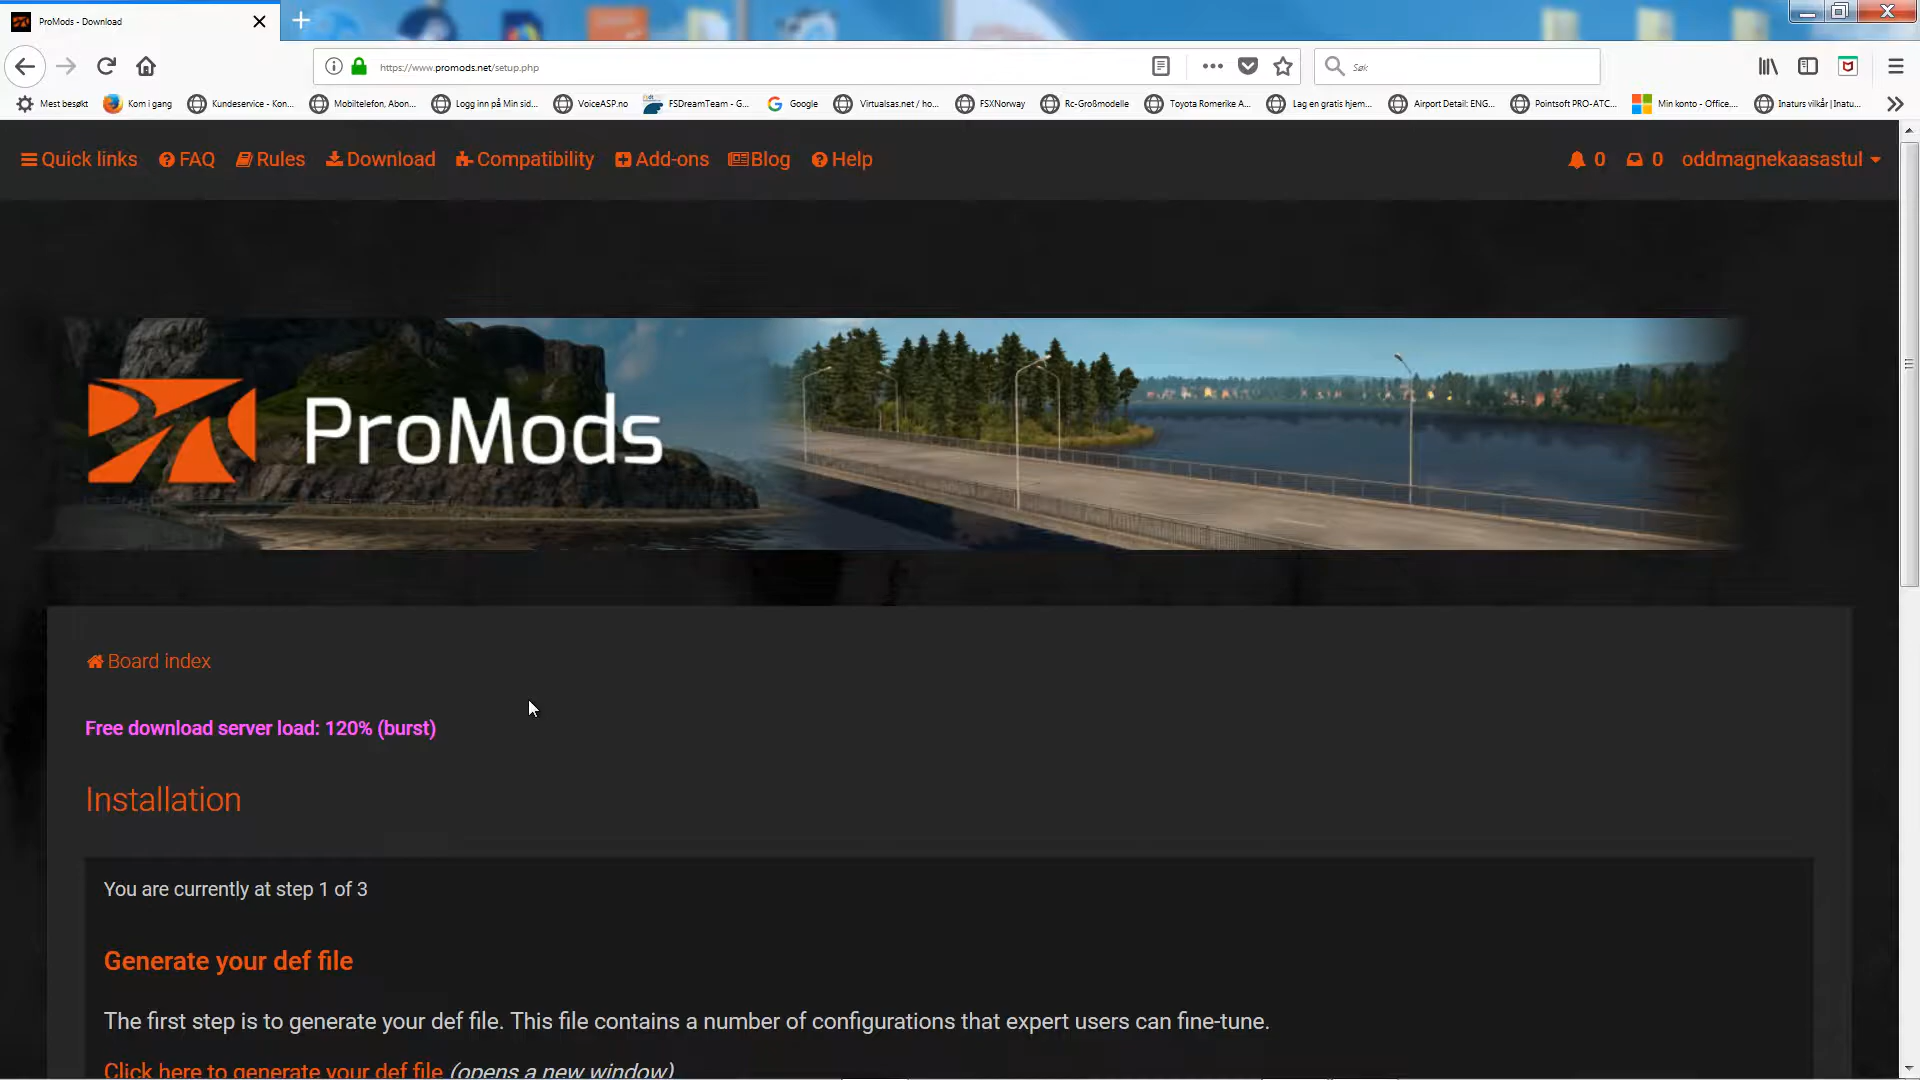 ProMods - Download
https://www.promods.net/setup.php
Søk
Mest besøkt
Kom i gang
Kundeservice - Kon...
Mobiltelefon, Abon...
Logg inn på Min sid...
VoiceASP.no
FSDreamTeam - G...
Google
Virtualsas.net / ho...
FSXNorway
Rc-Großmodelle
Toyota Romerike A...
Lag en gratis hjem...
Airport Detail: ENG...
Pointsoft PRO-ATC...
Min konto - Office....
Inaturs vilkår | Inatu...
Quick links
FAQ
Rules
Download
Compatibility
Add-ons
Blog
Help
0
0
oddmagnekaasastul
ProMods
Board index
Free download server load: 120% (burst)
Installation
You are currently at step 1 of 3
Generate your def file
The first step is to generate your def file. This file contains a number of configurations that expert users can fine-tune.
Click here to generate your def file (opens a new window)